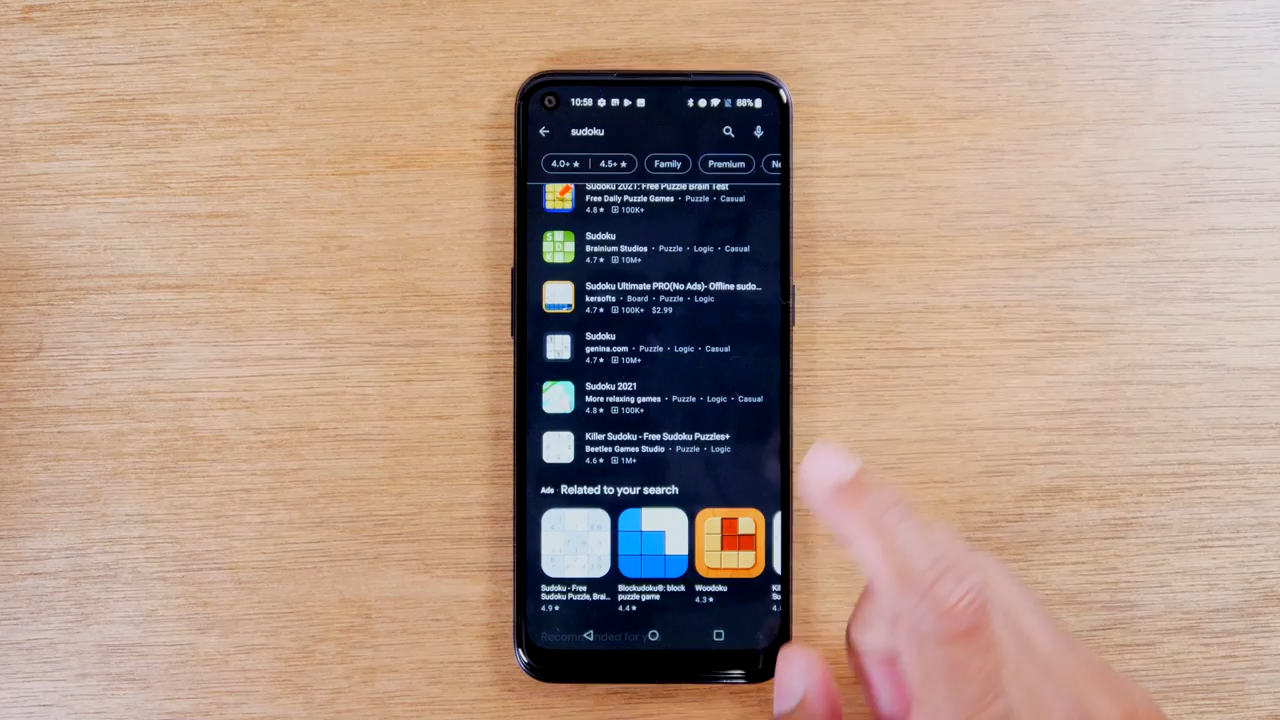 10:58 88%
sudoku
4.0+ ★ | 4.5+ ★ Family Premium
Sudoku 2021: Free Puzzle Brain Test
Free Daily Puzzle Games • Puzzle • Casual
4.8 ★ 100K+
Sudoku
Brainium Studios • Puzzle • Logic • Casual
4.7 ★ 10M+
Sudoku Ultimate PRO(No Ads)- Offline sudo...
kersofts • Board • Puzzle • Logic
4.7 ★ 100K+ $2.99
Sudoku
genina.com • Puzzle • Logic • Casual
4.7 ★ 10M+
Sudoku 2021
More relaxing games • Puzzle • Logic • Casual
4.8 ★ 100K+
Killer Sudoku - Free Sudoku Puzzles+
Beetles Games Studio • Puzzle • Logic
4.6 ★ 1M+
Ads · Related to your search
Sudoku - Free Sudoku Puzzle, Brai...
4.9 ★
Blockudoku®: block puzzle game
4.4 ★
Woodoku
4.3 ★
Recommended for you